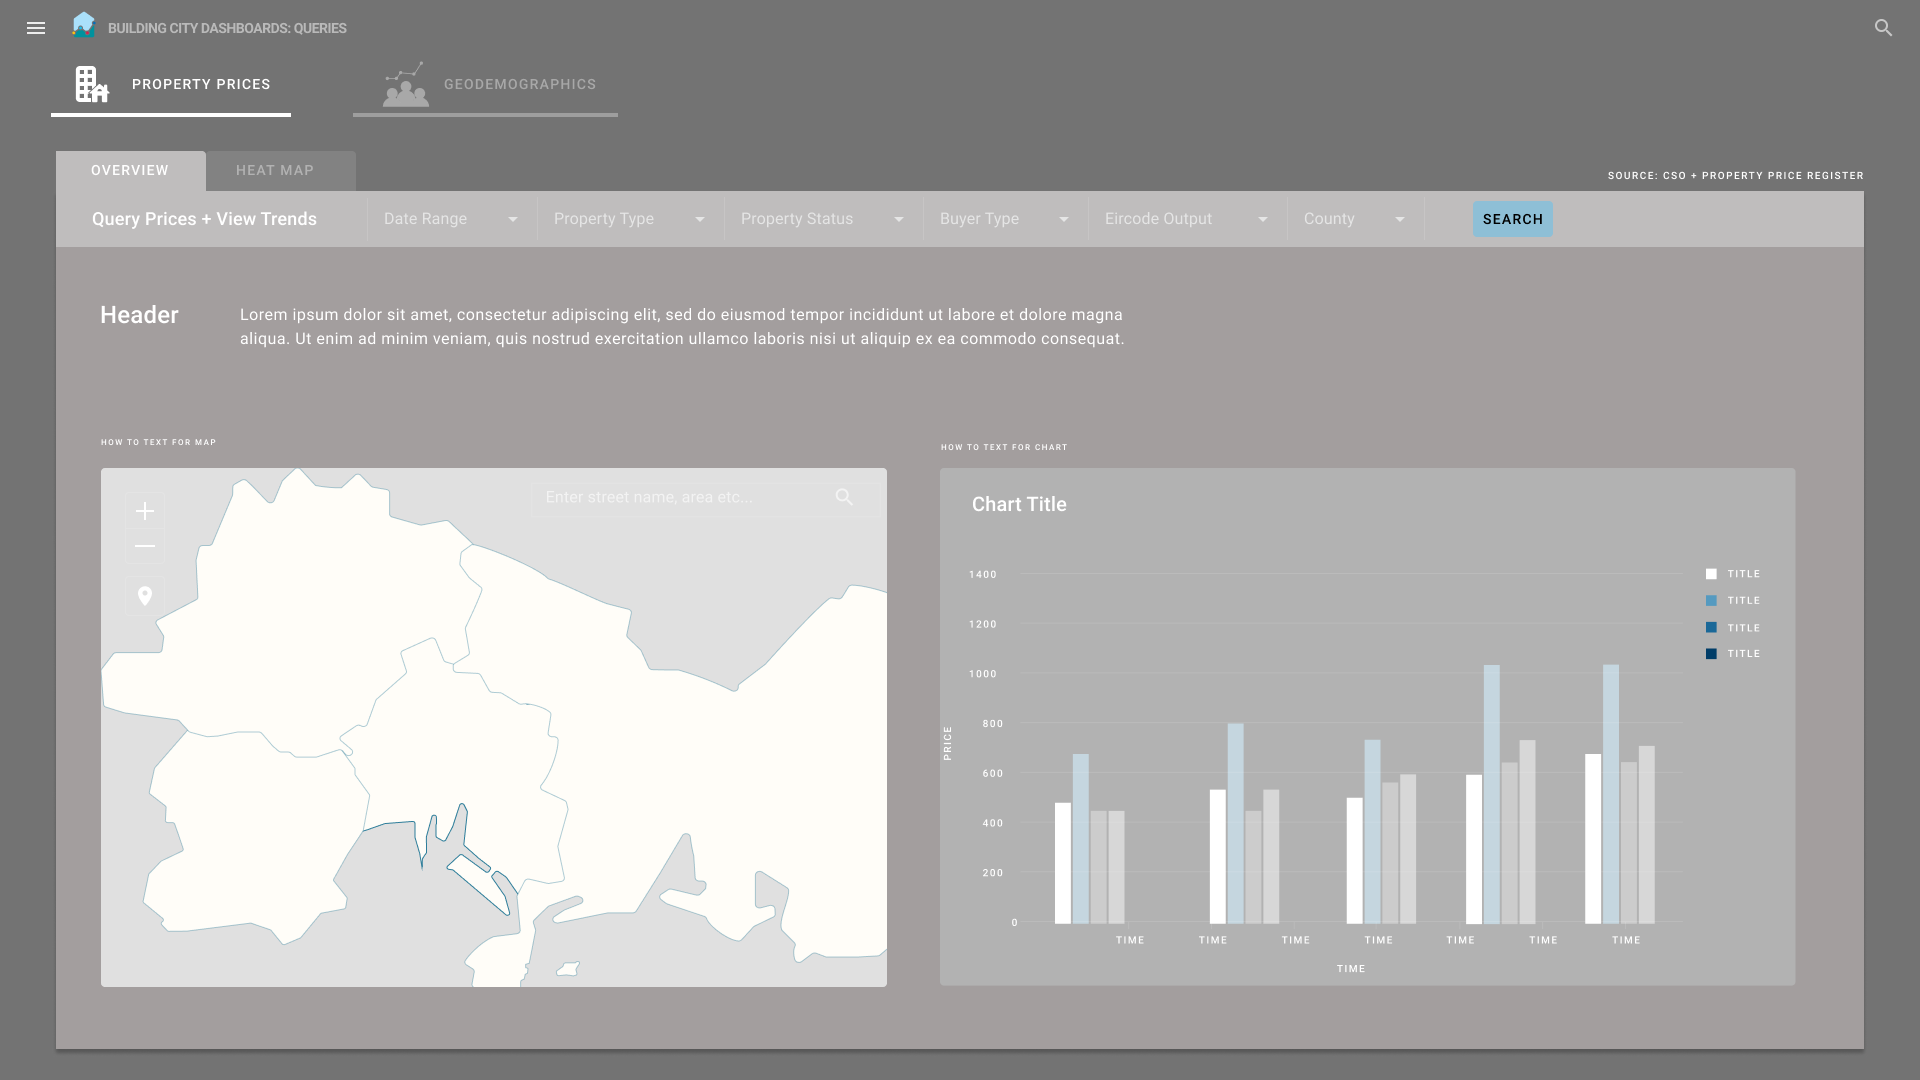 BUILDING CITY DASHBOARDS: QUERIES
PROPERTY PRICES
GEODEMOGRAPHICS
OVERVIEW
HEAT MAP
SOURCE: CSO + PROPERTY PRICE REGISTER
Query Prices + View Trends
Date Range
Property Type
Property Status
Buyer Type
Eircode Output
County
SEARCH
Header
Lorem ipsum dolor sit amet, consectetur adipiscing elit, sed do eiusmod tempor incididunt ut labore et dolore magna
aliqua. Ut enim ad minim veniam, quis nostrud exercitation ullamco laboris nisi ut aliquip ex ea commodo consequat.
HOW TO TEXT FOR MAP
Enter street name, area etc...
HOW TO TEXT FOR CHART
Chart Title
1400
1200
1000
800
600
400
200
0
PRICE
TITLE
TITLE
TITLE
TITLE
TIME
TIME
TIME
TIME
TIME
TIME
TIME
TIME